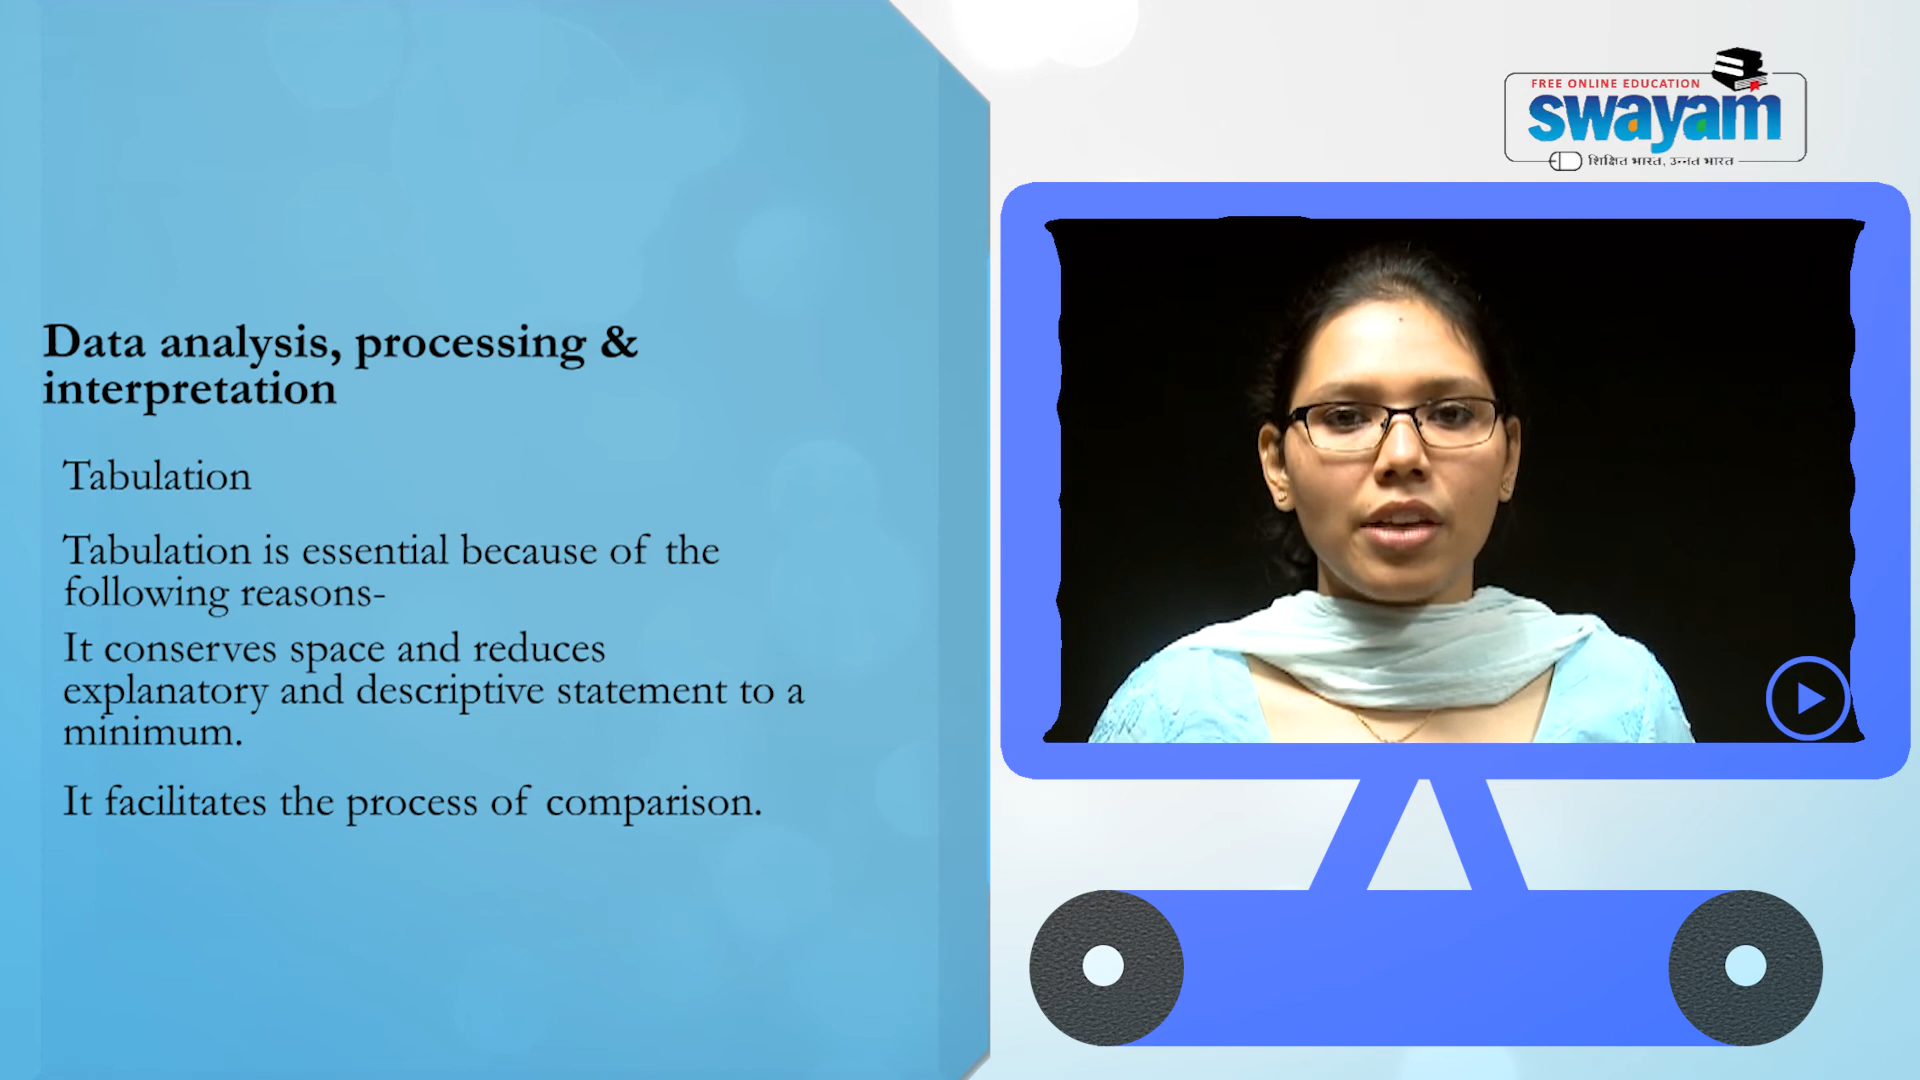 Data analysis, processing &
interpretation
Tabulation
Tabulation is essential because of the
following reasons-
It conserves space and reduces
explanatory and descriptive statement to a
minimum.
It facilitates the process of comparison.
FREE ONLINE EDUCATION
swayam
शिक्षित भारत, उन्नत भारत